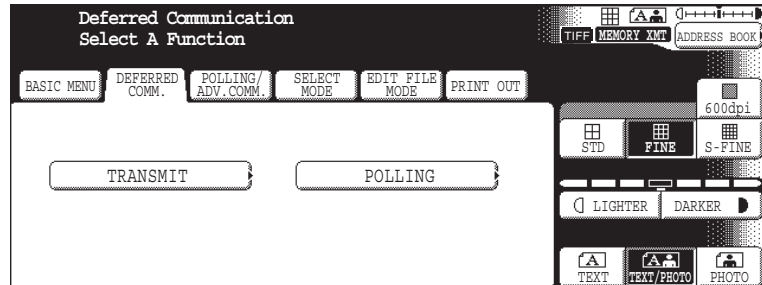 Deferred Communication
Select A Function
TIFF MEMORY XMT ADDRESS BOOK
BASIC MENU DEFERRED COMM. POLLING/ ADV.COMM. SELECT MODE EDIT FILE MODE PRINT OUT
600dpi
STD FINE S-FINE
TRANSMIT POLLING
LIGHTER DARKER
A TEXT A TEXT/PHOTO PHOTO